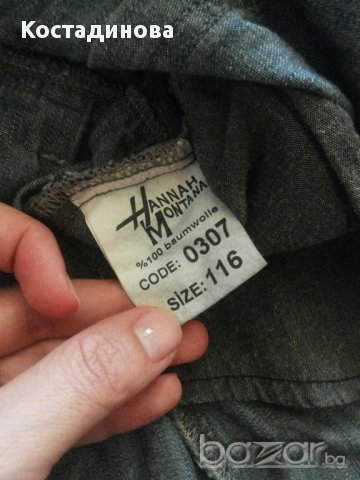 Костадинова
HANNAH
MONTANA
%100 baumwolle
CODE: 0307
SIZE: 116
bazar.bg